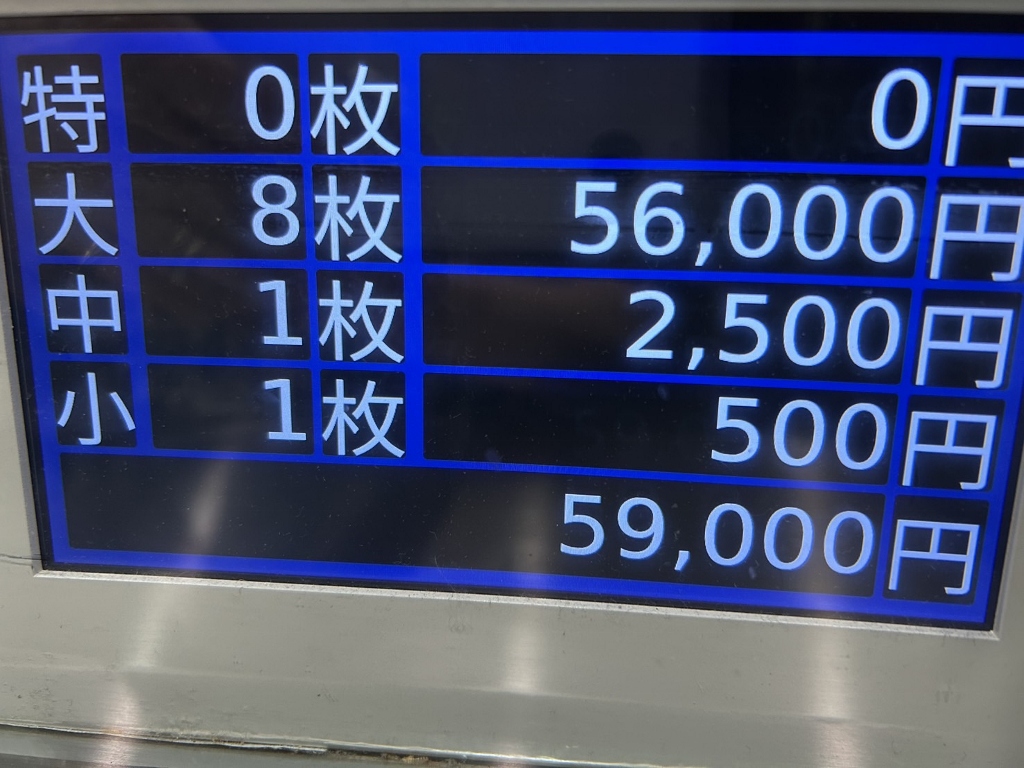 特 0枚 0円
大 8枚 56,000円
中 1枚 2,500円
小 1枚 500円
59,000円